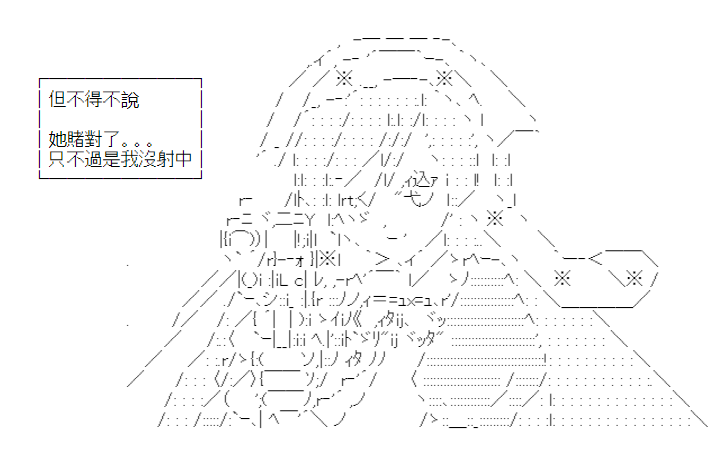 但不得不說
她賭對了。。。
只不過是我沒射中